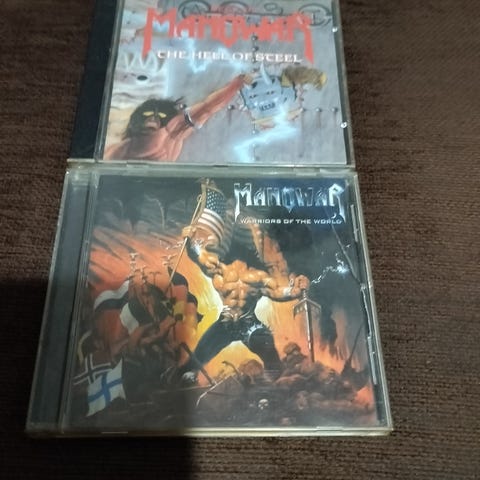 MANOWAR
THE HELL OF STEEL
MANOWAR
WARRIORS OF THE WORLD